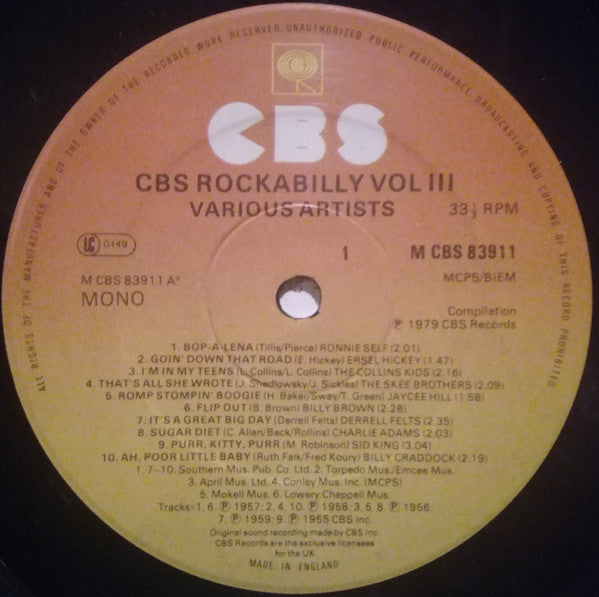 ALL RIGHTS OF THE MANUFACTURER AND OF THE OWNER OF THE RECORDED WORK RESERVED UNAUTHORIZED PUBLIC PERFORMANCE BROADCASTING AND COPYING OF THIS RECORD PROHIBITED
CBS
CBS ROCKABILLY VOL III
VARIOUS ARTISTS
33⅓ RPM
LC 0149
1
M CBS 83911
M CBS 83911 A°
MCPS/BIEM
MONO
Compilation
Ⓟ 1979 CBS Records
1. BOP-A-LENA (Tillis/Pierce) RONNIE SELF (2.01)
2. GOIN' DOWN THAT ROAD (E. Hickey) ERSEL HICKEY (1.47)
3. I'M IN MY TEENS (L. Collins/L. Collins) THE COLLINS KIDS (2.16)
4. THAT'S ALL SHE WROTE (J. Shedlowsky/J. Sickles) THE SKEE BROTHERS (2.09)
5. ROMP STOMPIN' BOOGIE (H. Baker/Sway/T. Green) JAYCEE HILL (1.58)
6. FLIP OUT (B. Brown) BILLY BROWN (2.28)
7. IT'S A GREAT BIG DAY (Derrell Felts) DERRELL FELTS (2.35)
8. SUGAR DIET (C. Allan/Beck/Rollins) CHARLIE ADAMS (2.03)
9. PURR, KITTY, PURR (M. Robinson) SID KING (3.04)
10. AH, POOR LITTLE BABY (Ruth Falk/Fred Koury) BILLY CRADDOCK (2.19)
1. 7-10. Southern Mus. Pub. Co Ltd. 2. Torpedo Mus./Emcee Mus.
3. April Mus. Ltd. 4. Conley Mus. Inc. (MCPS)
5. Mokell Mus. 6. Lowery Chappell Mus.
Tracks: 1, 6. Ⓟ 1957: 2, 4, 10. Ⓟ 1958: 3, 5, 8. Ⓟ 1956:
7. Ⓟ 1959: 9. Ⓟ 1955 CBS Inc.
Original sound recording made by CBS Inc.
CBS Records are the exclusive licensees
for the UK
MADE IN ENGLAND